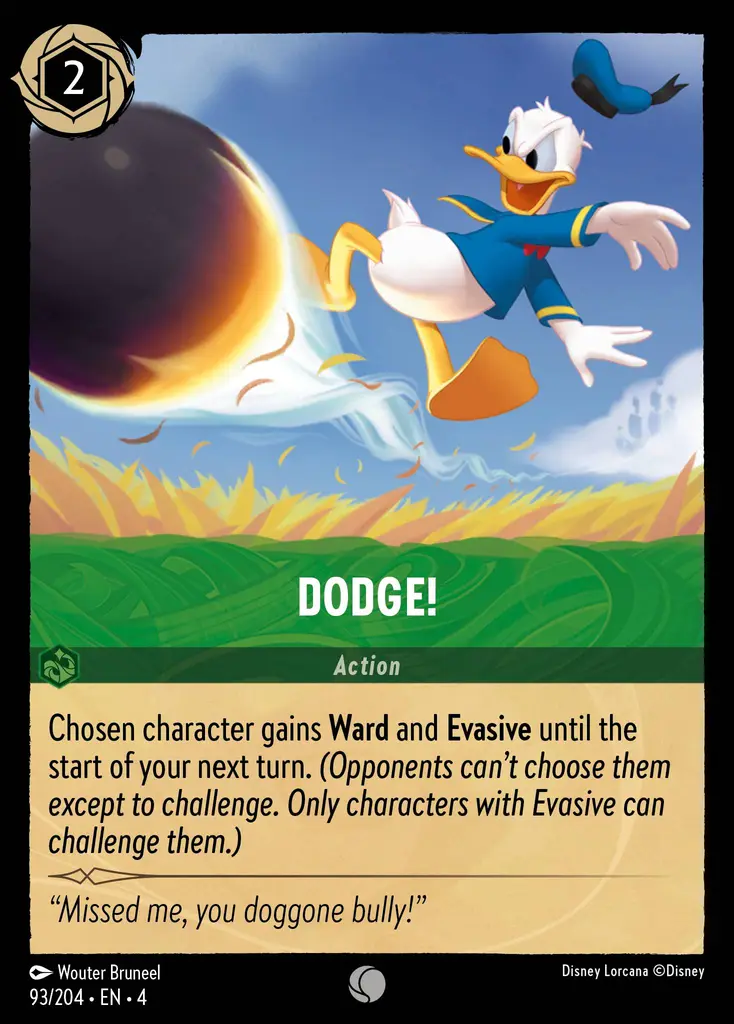 2
DODGE!
Action
Chosen character gains Ward and Evasive until the
start of your next turn. (Opponents can’t choose them
except to challenge. Only characters with Evasive can
challenge them.)
“Missed me, you doggone bully!”
Wouter Bruneel
Disney Lorcana ©Disney
93/204 • EN • 4